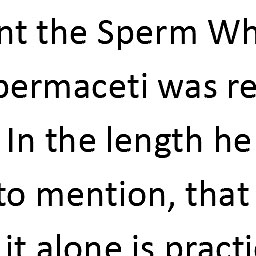 nt the Sperm Wh
permaceti was re
In the length he
to mention, that
it alone is practi